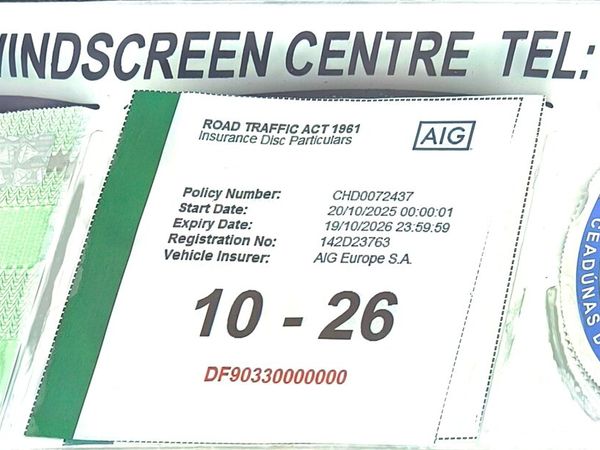 WINDSCREEN CENTRE TEL:
ROAD TRAFFIC ACT 1961
Insurance Disc Particulars
AIG
Policy Number: CHD0072437
Start Date: 20/10/2025 00:00:01
Expiry Date: 19/10/2026 23:59:59
Registration No: 142D23763
Vehicle Insurer: AIG Europe S.A.
10 - 26
DF90330000000
CEADÚNAS